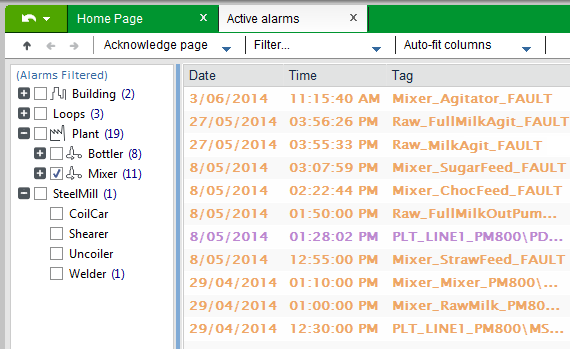 Home Page x Active alarms x
Acknowledge page Filter... Auto-fit columns
(Alarms Filtered)
Building (2)
Loops (3)
Plant (19)
Bottler (8)
Mixer (11)
SteelMill (1)
CoilCar
Shearer
Uncoiler
Welder (1)
Date Time Tag
3/06/2014 11:15:40 AM Mixer_Agitator_FAULT
27/05/2014 03:56:26 PM Raw_FullMilkAgit_FAULT
27/05/2014 03:55:33 PM Raw_MilkAgit_FAULT
8/05/2014 03:07:59 PM Mixer_SugarFeed_FAULT
8/05/2014 02:22:44 PM Mixer_ChocFeed_FAULT
8/05/2014 01:50:00 PM Raw_FullMilkOutPum...
8/05/2014 01:28:02 PM PLT_LINE1_PM800\PD...
8/05/2014 12:55:00 PM Mixer_StrawFeed_FAULT
29/04/2014 01:10:00 PM Mixer_Mixer_PM800\...
29/04/2014 01:00:00 PM Mixer_RawMilk_PM80...
29/04/2014 12:30:00 PM PLT_LINE1_PM800\MS...